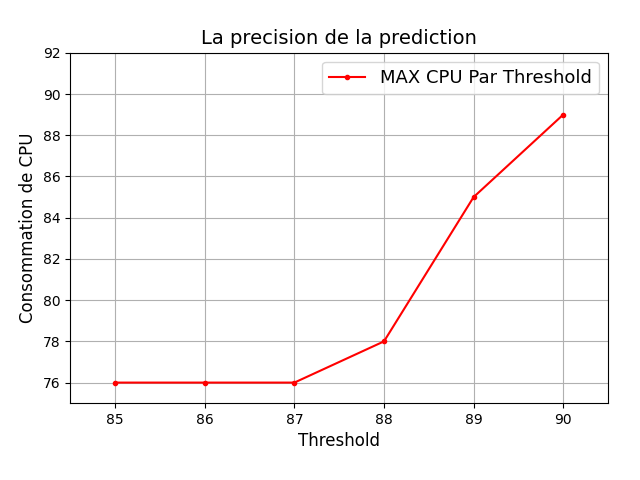 La precision de la prediction
MAX CPU Par Threshold
Consommation de CPU
92
90
88
86
84
82
80
78
76
85 86 87 88 89 90
Threshold